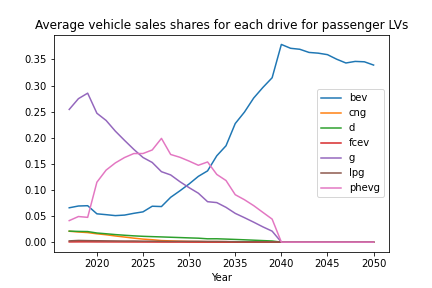 Average vehicle sales shares for each drive for passenger LVs
0.35
0.30
0.25
0.20
0.15
0.10
0.05
0.00
bev
cng
d
fcev
g
lpg
phevg
2020 2025 2030 2035 2040 2045 2050
Year